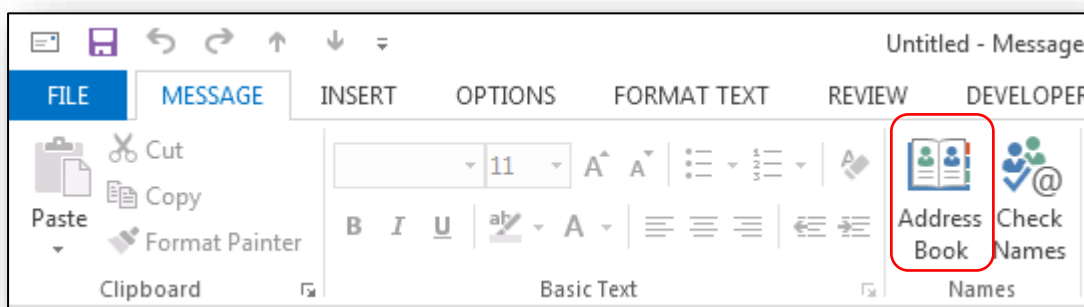 Untitled - Message
FILE MESSAGE INSERT OPTIONS FORMAT TEXT REVIEW DEVELOPER
Cut
Copy
Format Painter
Paste
Clipboard
11 A A A
B I U ab A
Basic Text
Address
Book
Check
Names
@
Names